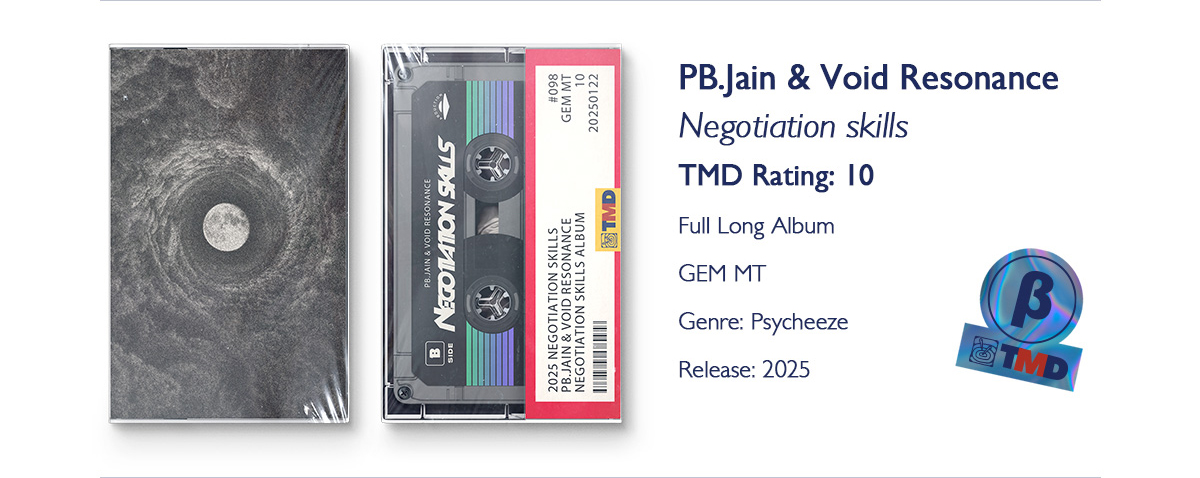 PB.JAIN & VOID RESONANCE
NEGOTIATION SKILLS
B
SIDE
#098
GEM MT
10
20250122
TMD
2025 NEGOTIATION SKILLS
PB.JAIN & VOID RESONANCE
NEGOTIATION SKILLS ALBUM
PB.Jain & Void Resonance
Negotiation skills
TMD Rating: 10
Full Long Album
GEM MT
Genre: Psycheeze
Release: 2025
β
TMD